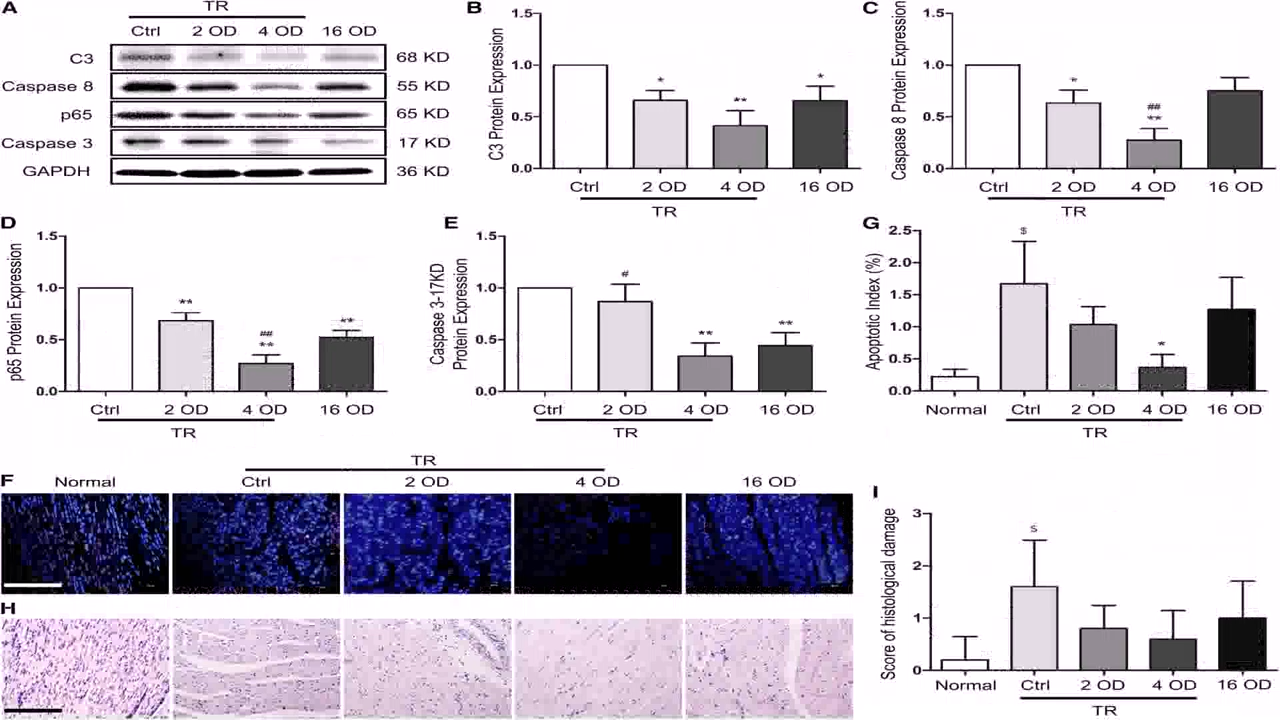 A
TR
Ctrl 2 OD 4 OD 16 OD
C3 68 KD
Caspase 8 55 KD
p65 65 KD
Caspase 3 17 KD
GAPDH 36 KD
B
C3 Protein Expression
1.5
*
1.0
**
*
0.5
0.0
Ctrl 2 OD 4 OD 16 OD
TR
C
Caspase 8 Protein Expression
1.5
1.0
*
##
**
0.5
0.0
Ctrl 2 OD 4 OD 16 OD
TR
D
p65 Protein Expression
1.5
1.0
**
##
**
**
0.5
0.0
Ctrl 2 OD 4 OD 16 OD
TR
E
Caspase 3-17KD
Protein Expression
1.5
#
1.0
**
**
0.5
0.0
Ctrl 2 OD 4 OD 16 OD
TR
G
Apoptotic Index (%)
2.5
$
2.0
1.5
1.0
*
0.5
0.0
Normal Ctrl 2 OD 4 OD 16 OD
TR
F
TR
Normal Ctrl 2 OD 4 OD 16 OD
H
I
Score of histological damage
3
$
2
1
0
Normal Ctrl 2 OD 4 OD 16 OD
TR